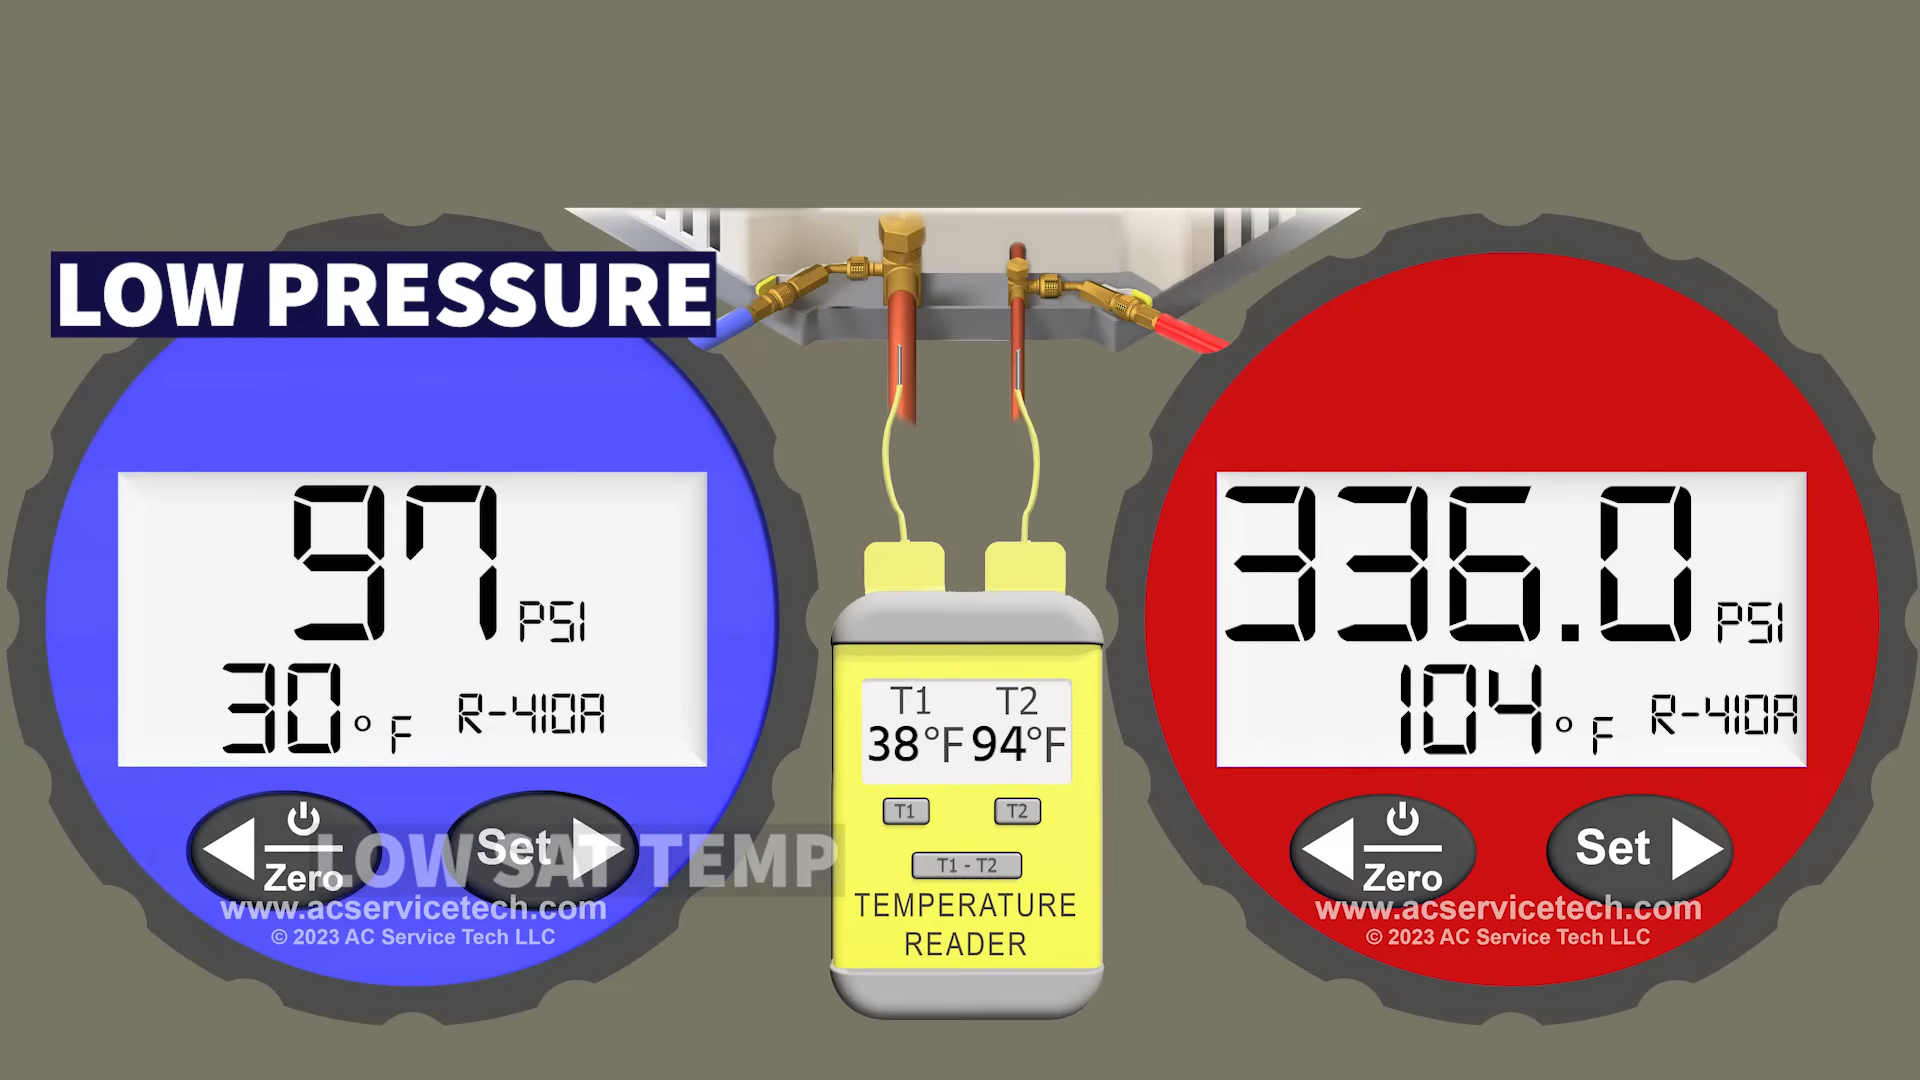 LOW PRESSURE
97 PSI
30° F R-410A
Zero
Set
LOW SAT TEMP
www.acservicetech.com
© 2023 AC Service Tech LLC
T1 T2
38°F 94°F
T1 T2
T1 - T2
TEMPERATURE
READER
336.0 PSI
104° F R-410A
Zero
Set
www.acservicetech.com
© 2023 AC Service Tech LLC